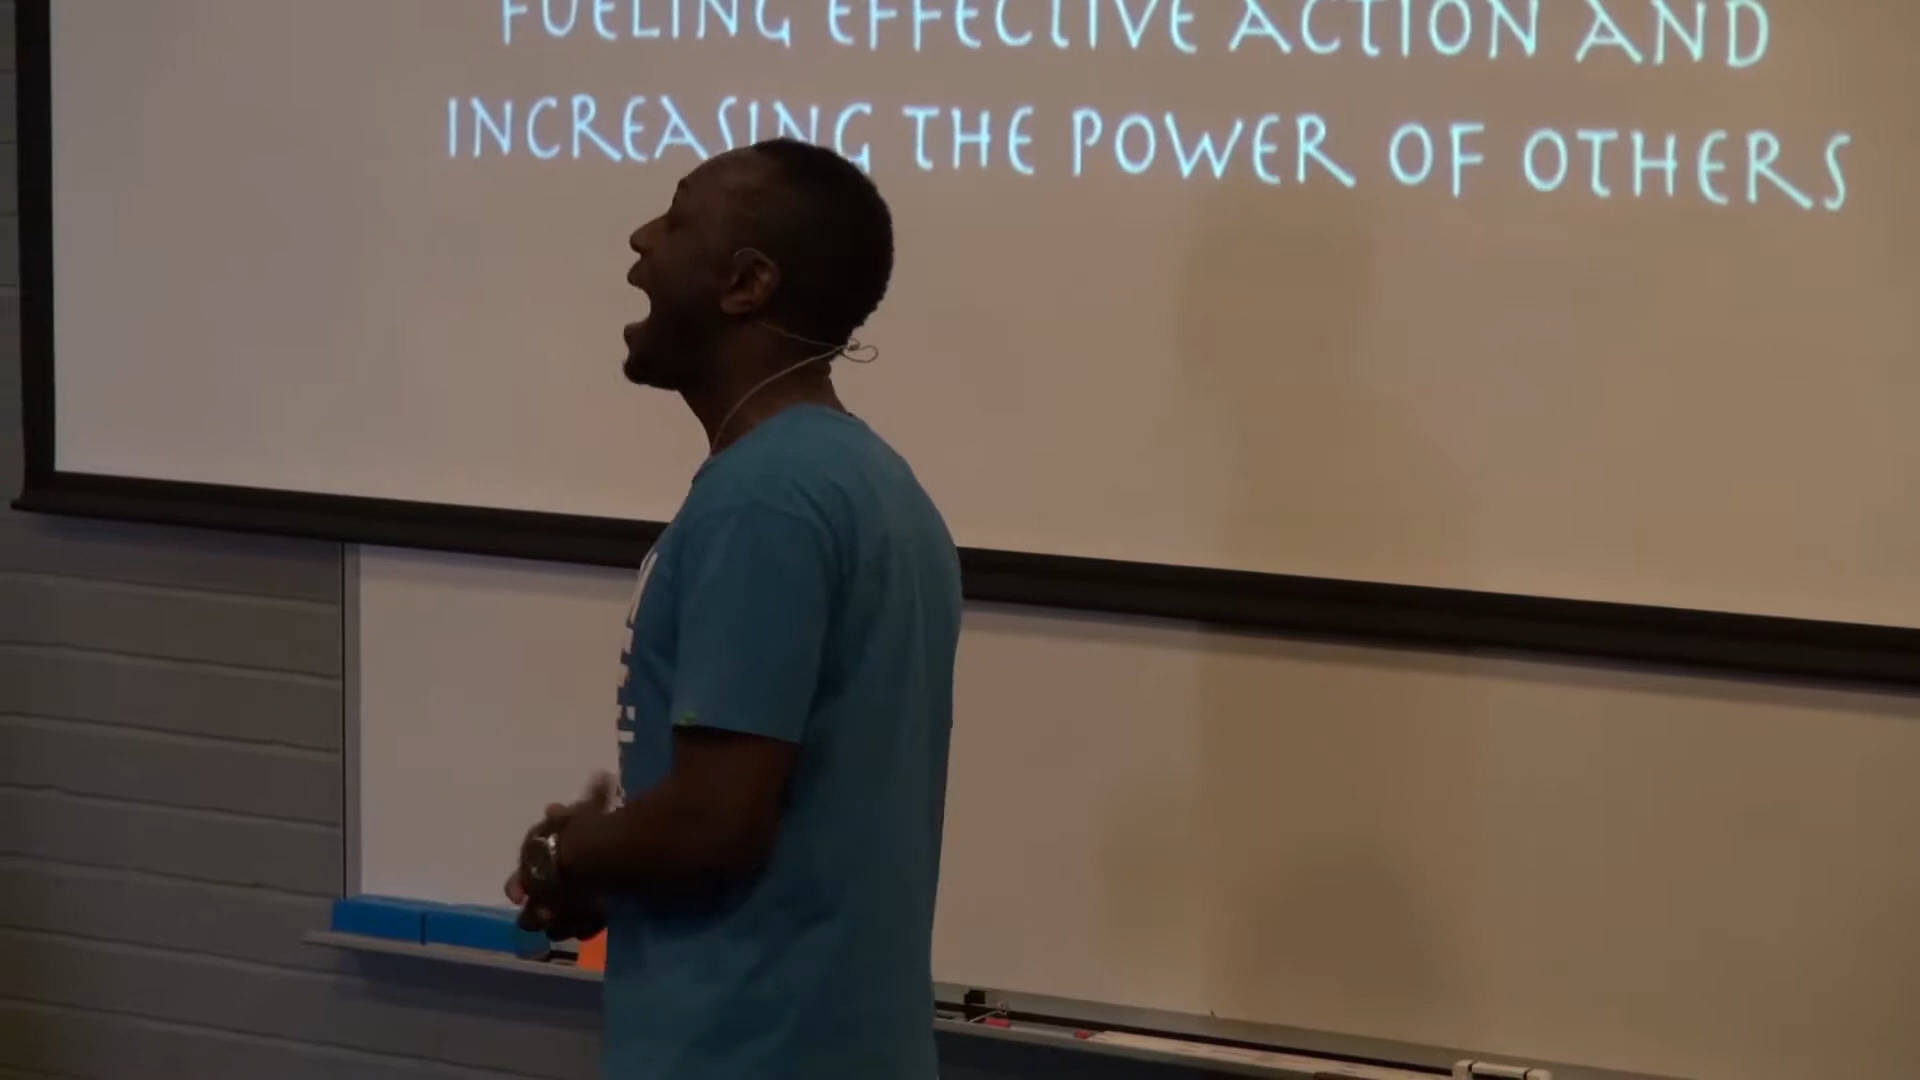 FUELING EFFECTIVE ACTION AND
INCREASING THE POWER OF OTHERS